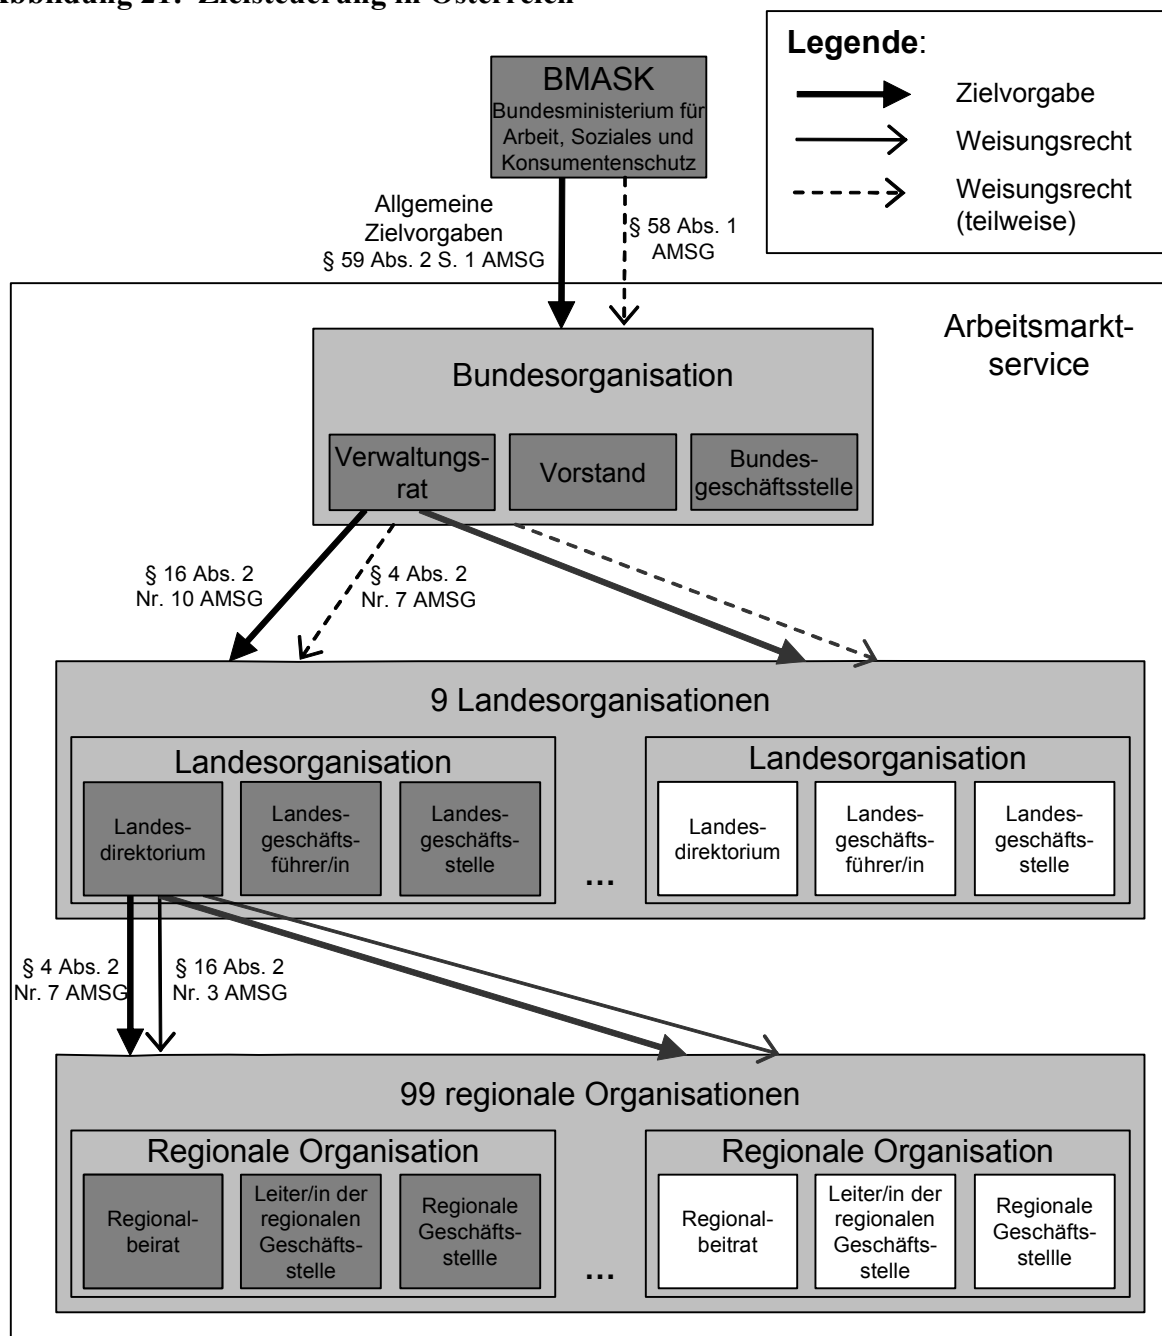 Abbildung 21: Zielsteuerung in Österreich
Legende:
Zielvorgabe
Weisungsrecht
Weisungsrecht
(teilweise)
BMASK
Bundesministerium für
Arbeit, Soziales und
Konsumentenschutz
Allgemeine
Zielvorgaben
§ 59 Abs. 2 S. 1 AMSG
§ 58 Abs. 1
AMSG
Arbeitsmarkt-
service
Bundesorganisation
Verwaltungs-
rat
Vorstand
Bundes-
geschäftsstelle
§ 16 Abs. 2
Nr. 10 AMSG
§ 4 Abs. 2
Nr. 7 AMSG
9 Landesorganisationen
Landesorganisation
Landes-
direktorium
Landes-
geschäfts-
führer/in
Landes-
geschäfts-
stelle
...
Landesorganisation
Landes-
direktorium
Landes-
geschäfts-
führer/in
Landes-
geschäfts-
stelle
§ 4 Abs. 2
Nr. 7 AMSG
§ 16 Abs. 2
Nr. 3 AMSG
99 regionale Organisationen
Regionale Organisation
Regional-
beirat
Leiter/in der
regionalen
Geschäfts-
stelle
Regionale
Geschäfts-
stellle
...
Regionale Organisation
Regional-
beitrat
Leiter/in der
regionalen
Geschäfts-
stelle
Regionale
Geschäfts-
stellle